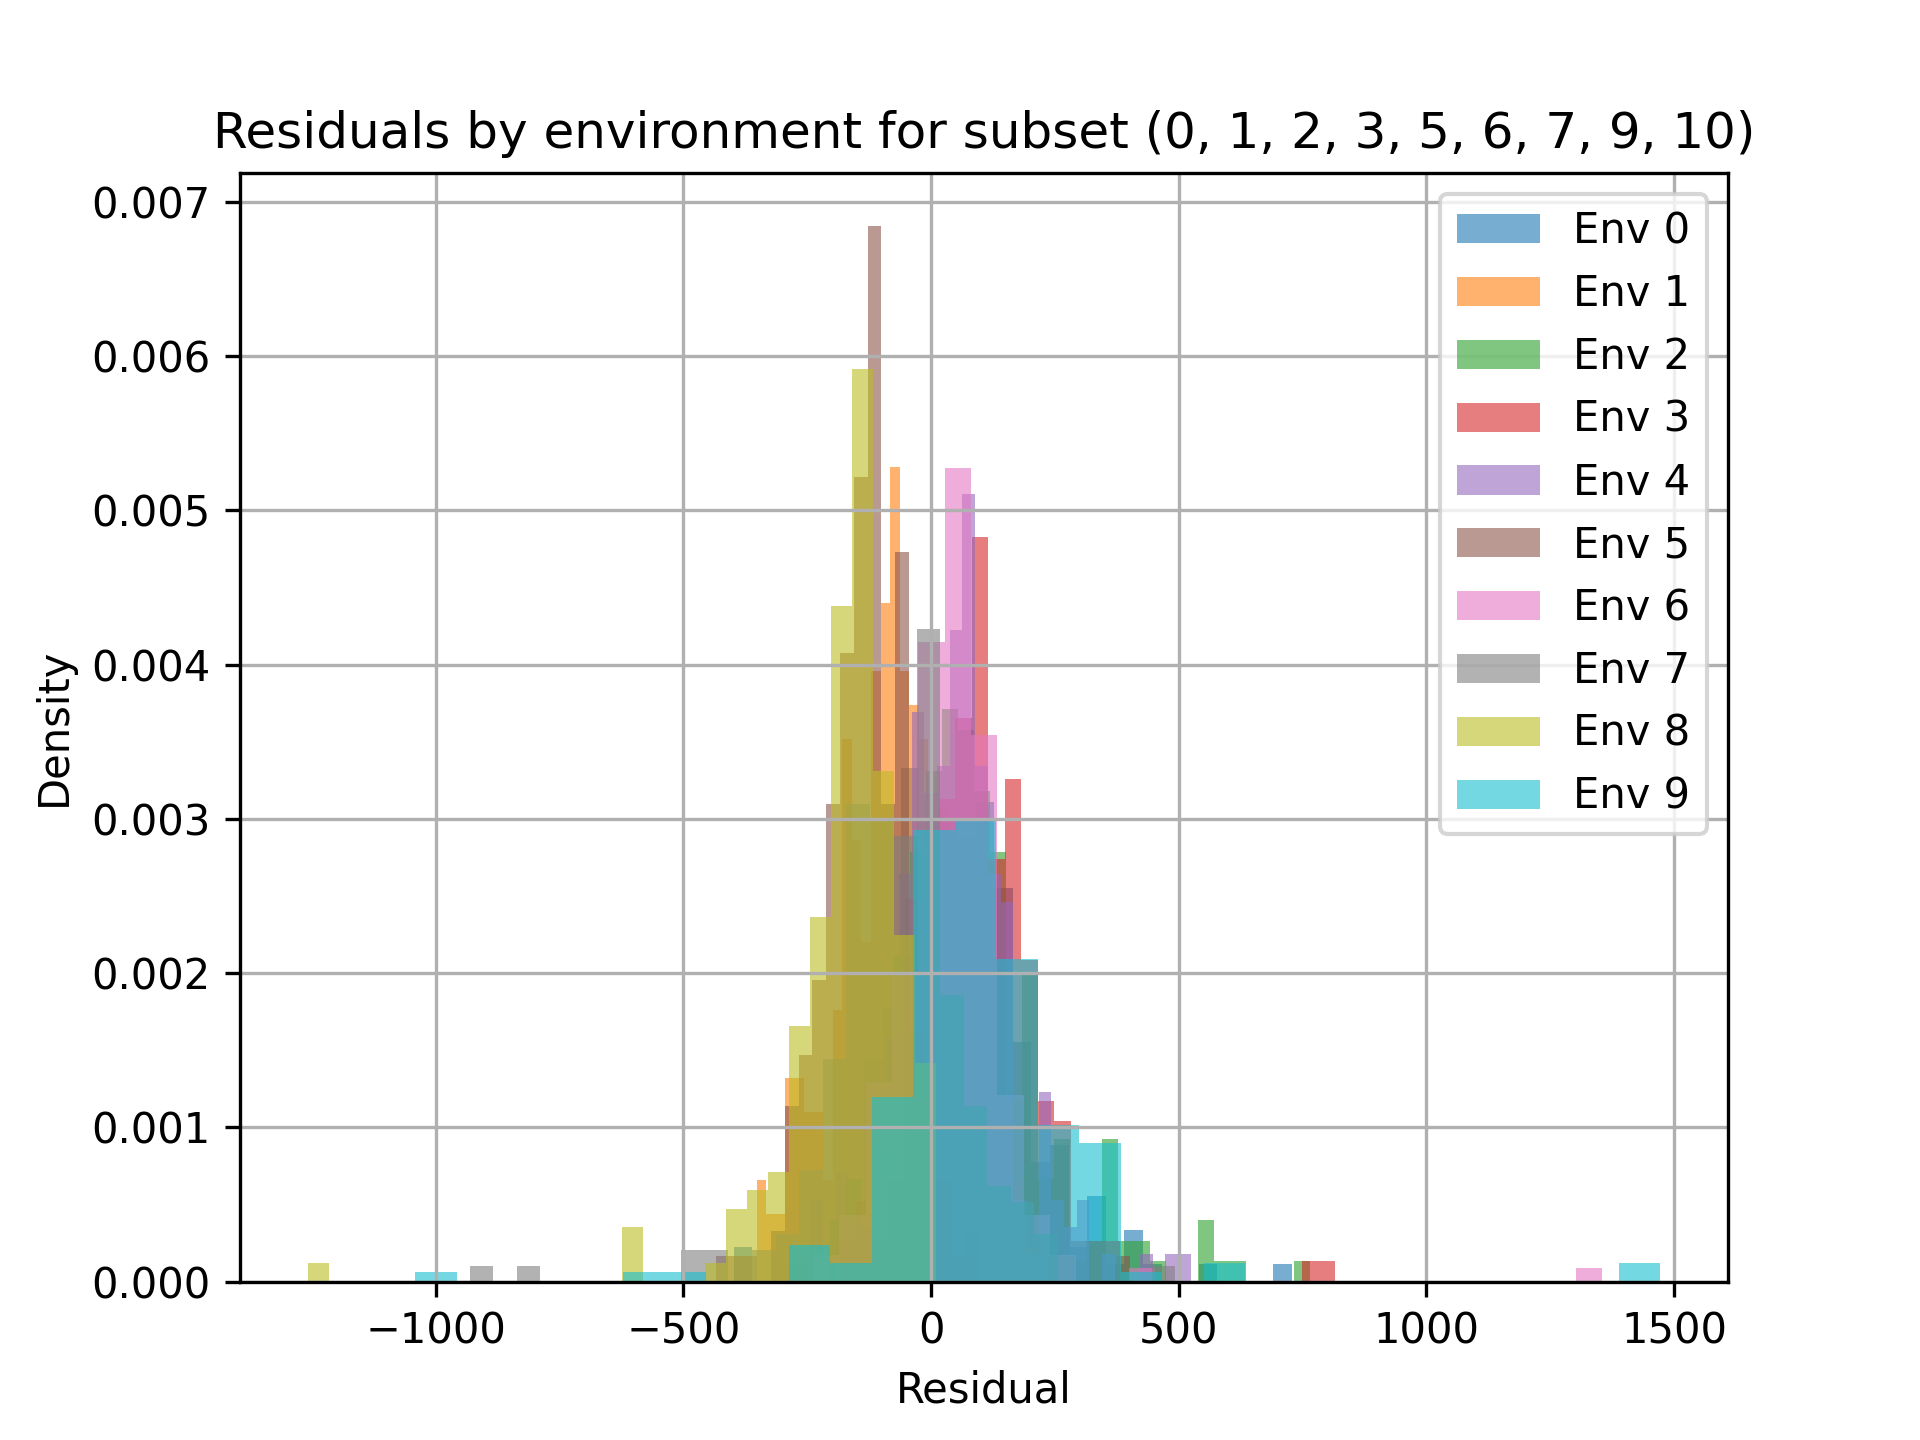 Residuals by environment for subset (0, 1, 2, 3, 5, 6, 7, 9, 10)
0.007
0.006
0.005
0.004
0.003
0.002
0.001
0.000
Density
−1000
−500
0
500
1000
1500
Residual
Env 0
Env 1
Env 2
Env 3
Env 4
Env 5
Env 6
Env 7
Env 8
Env 9